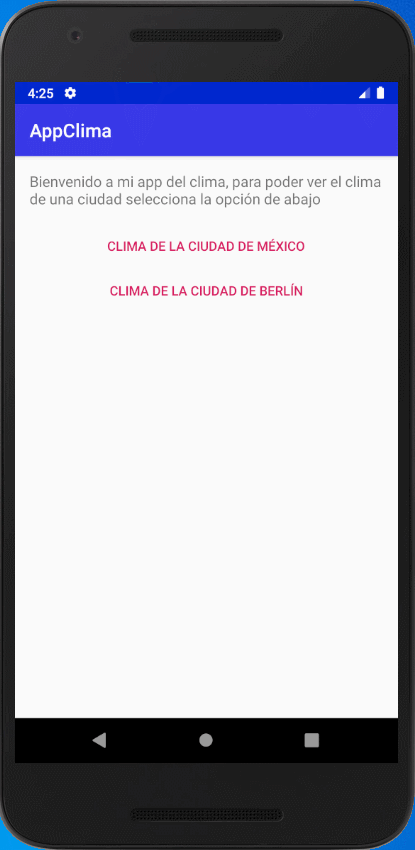 4:25
AppClima
Bienvenido a mi app del clima, para poder ver el clima
de una ciudad selecciona la opción de abajo
CLIMA DE LA CIUDAD DE MÉXICO
CLIMA DE LA CIUDAD DE BERLÍN